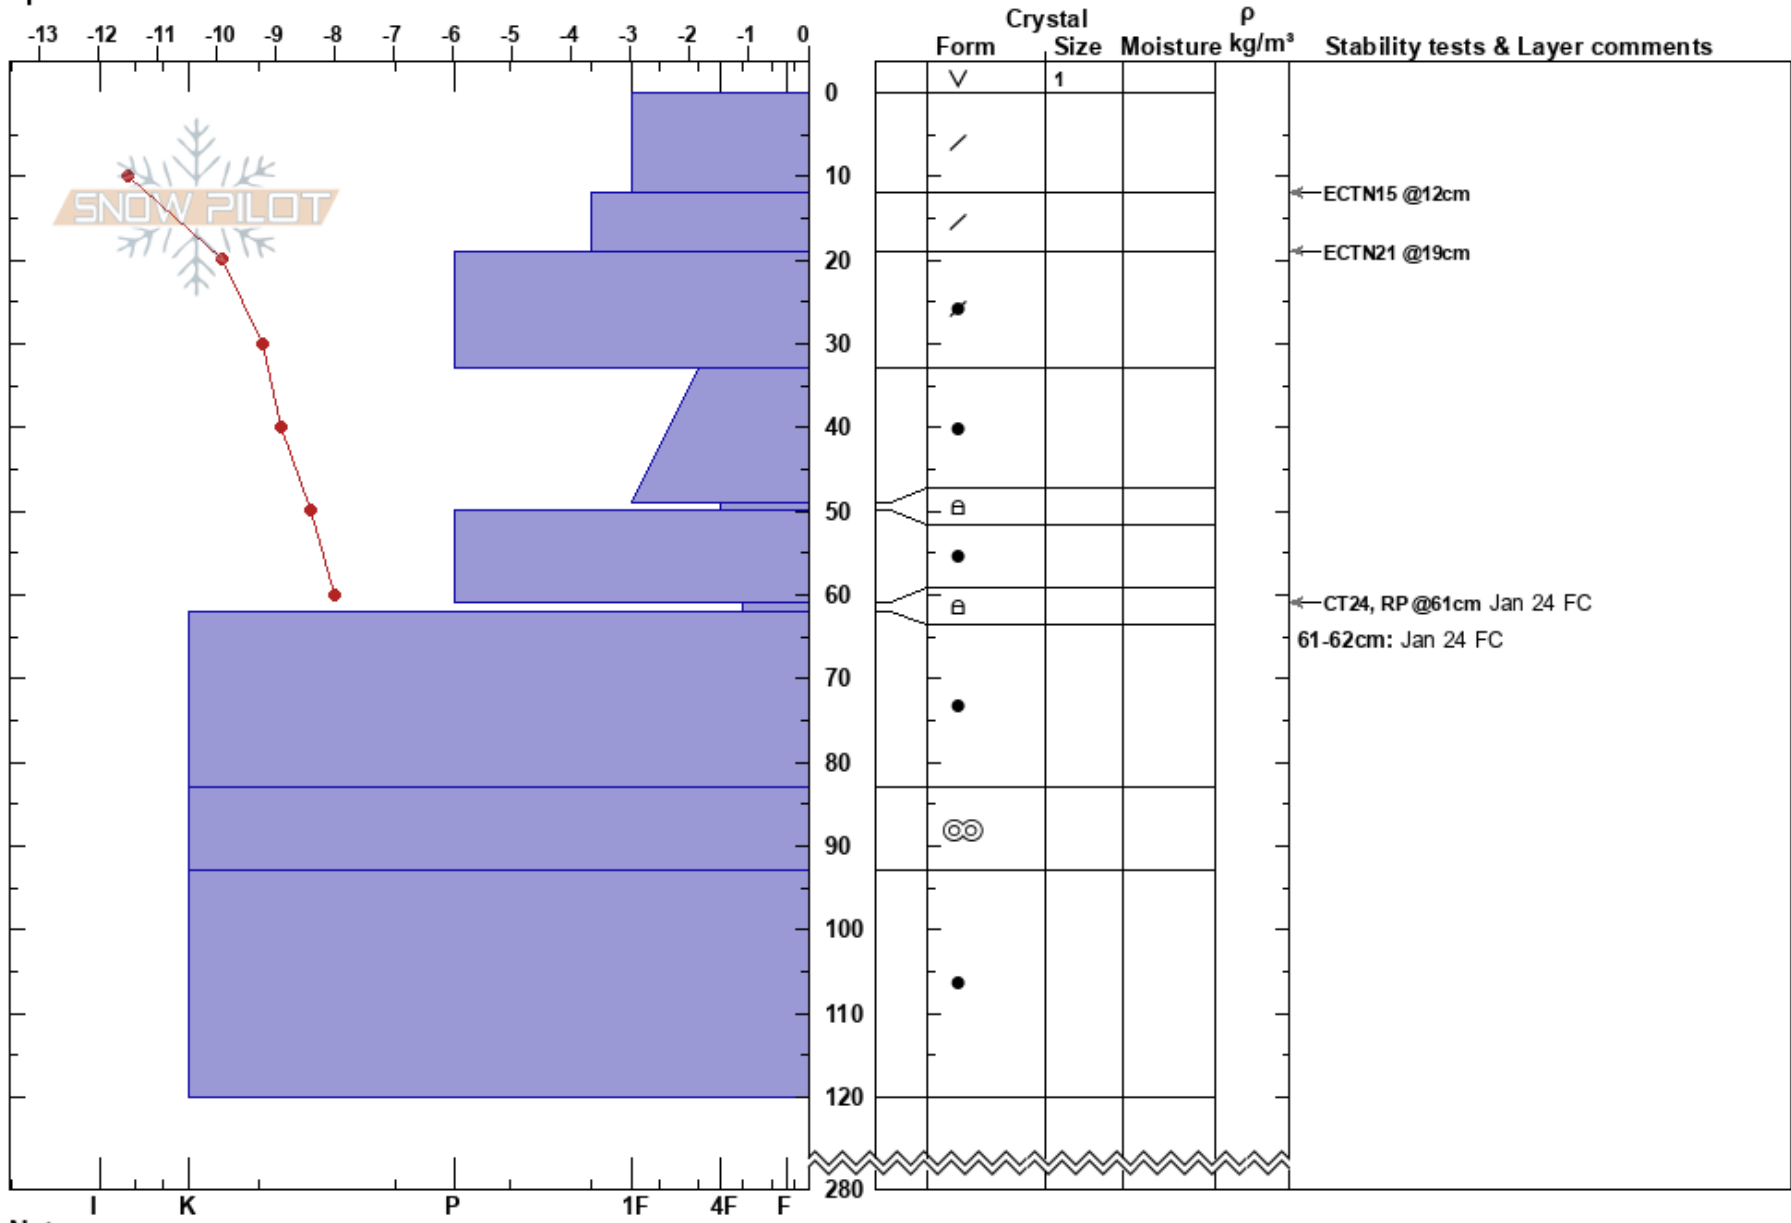 Crystal ρ
-13 -12 -11 -10 -9 -8 -7 -6 -5 -4 -3 -2 -1 0 Form Size Moisture kg/m³ Stability tests & Layer comments
1
0
10
SNOW PILOT
ECTN15 @12cm
ECTN21 @19cm
20
30
40
50
60
CT24, RP @61cm Jan 24 FC
61-62cm: Jan 24 FC
70
80
90
100
110
120
280
I K P 1F 4F F